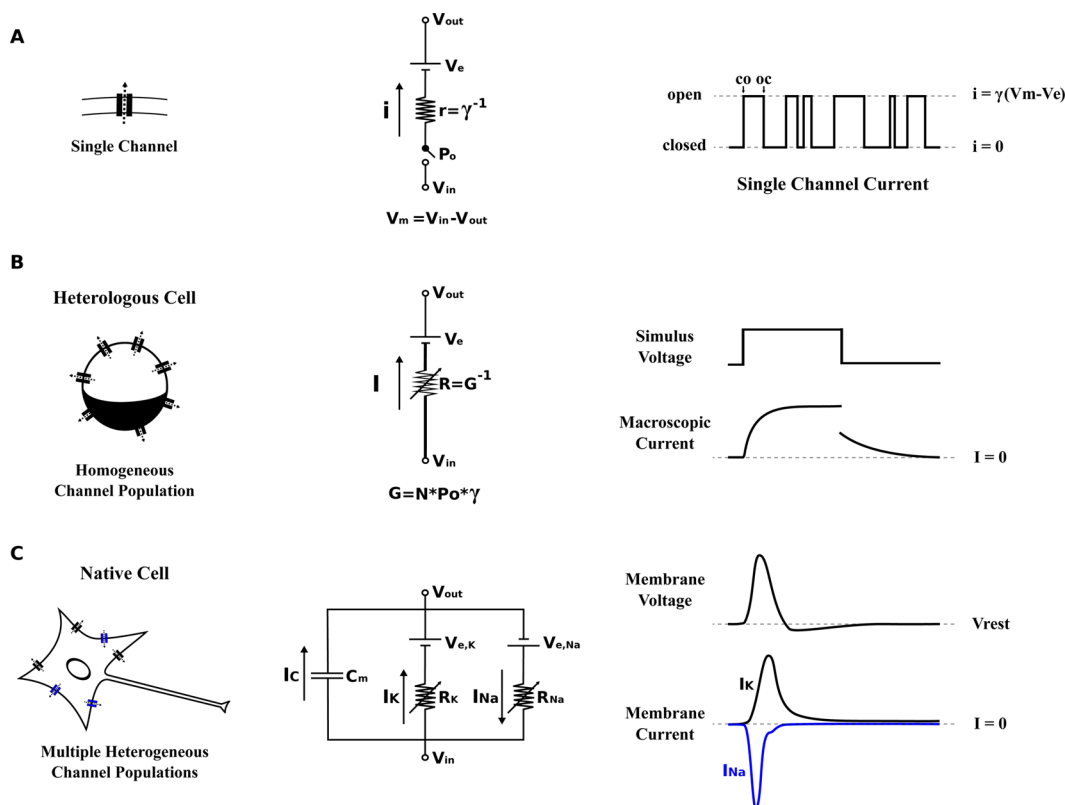 A
Vout
Ve
i
r=γ⁻¹
Po
Vin
Vm =Vin-Vout
Single Channel
co oc
open
i = γ(Vm-Ve)
closed
i = 0
Single Channel Current
B
Heterologous Cell
Homogeneous
Channel Population
Vout
Ve
I
R=G⁻¹
Vin
G=N*Po*γ
Simulus
Voltage
Macroscopic
Current
I = 0
C
Native Cell
Multiple Heterogeneous
Channel Populations
Vout
Ve,K
Ve,Na
IC
Cm
IK
RK
INa
RNa
Vin
Membrane
Voltage
Vrest
IK
Membrane
Current
I = 0
INa